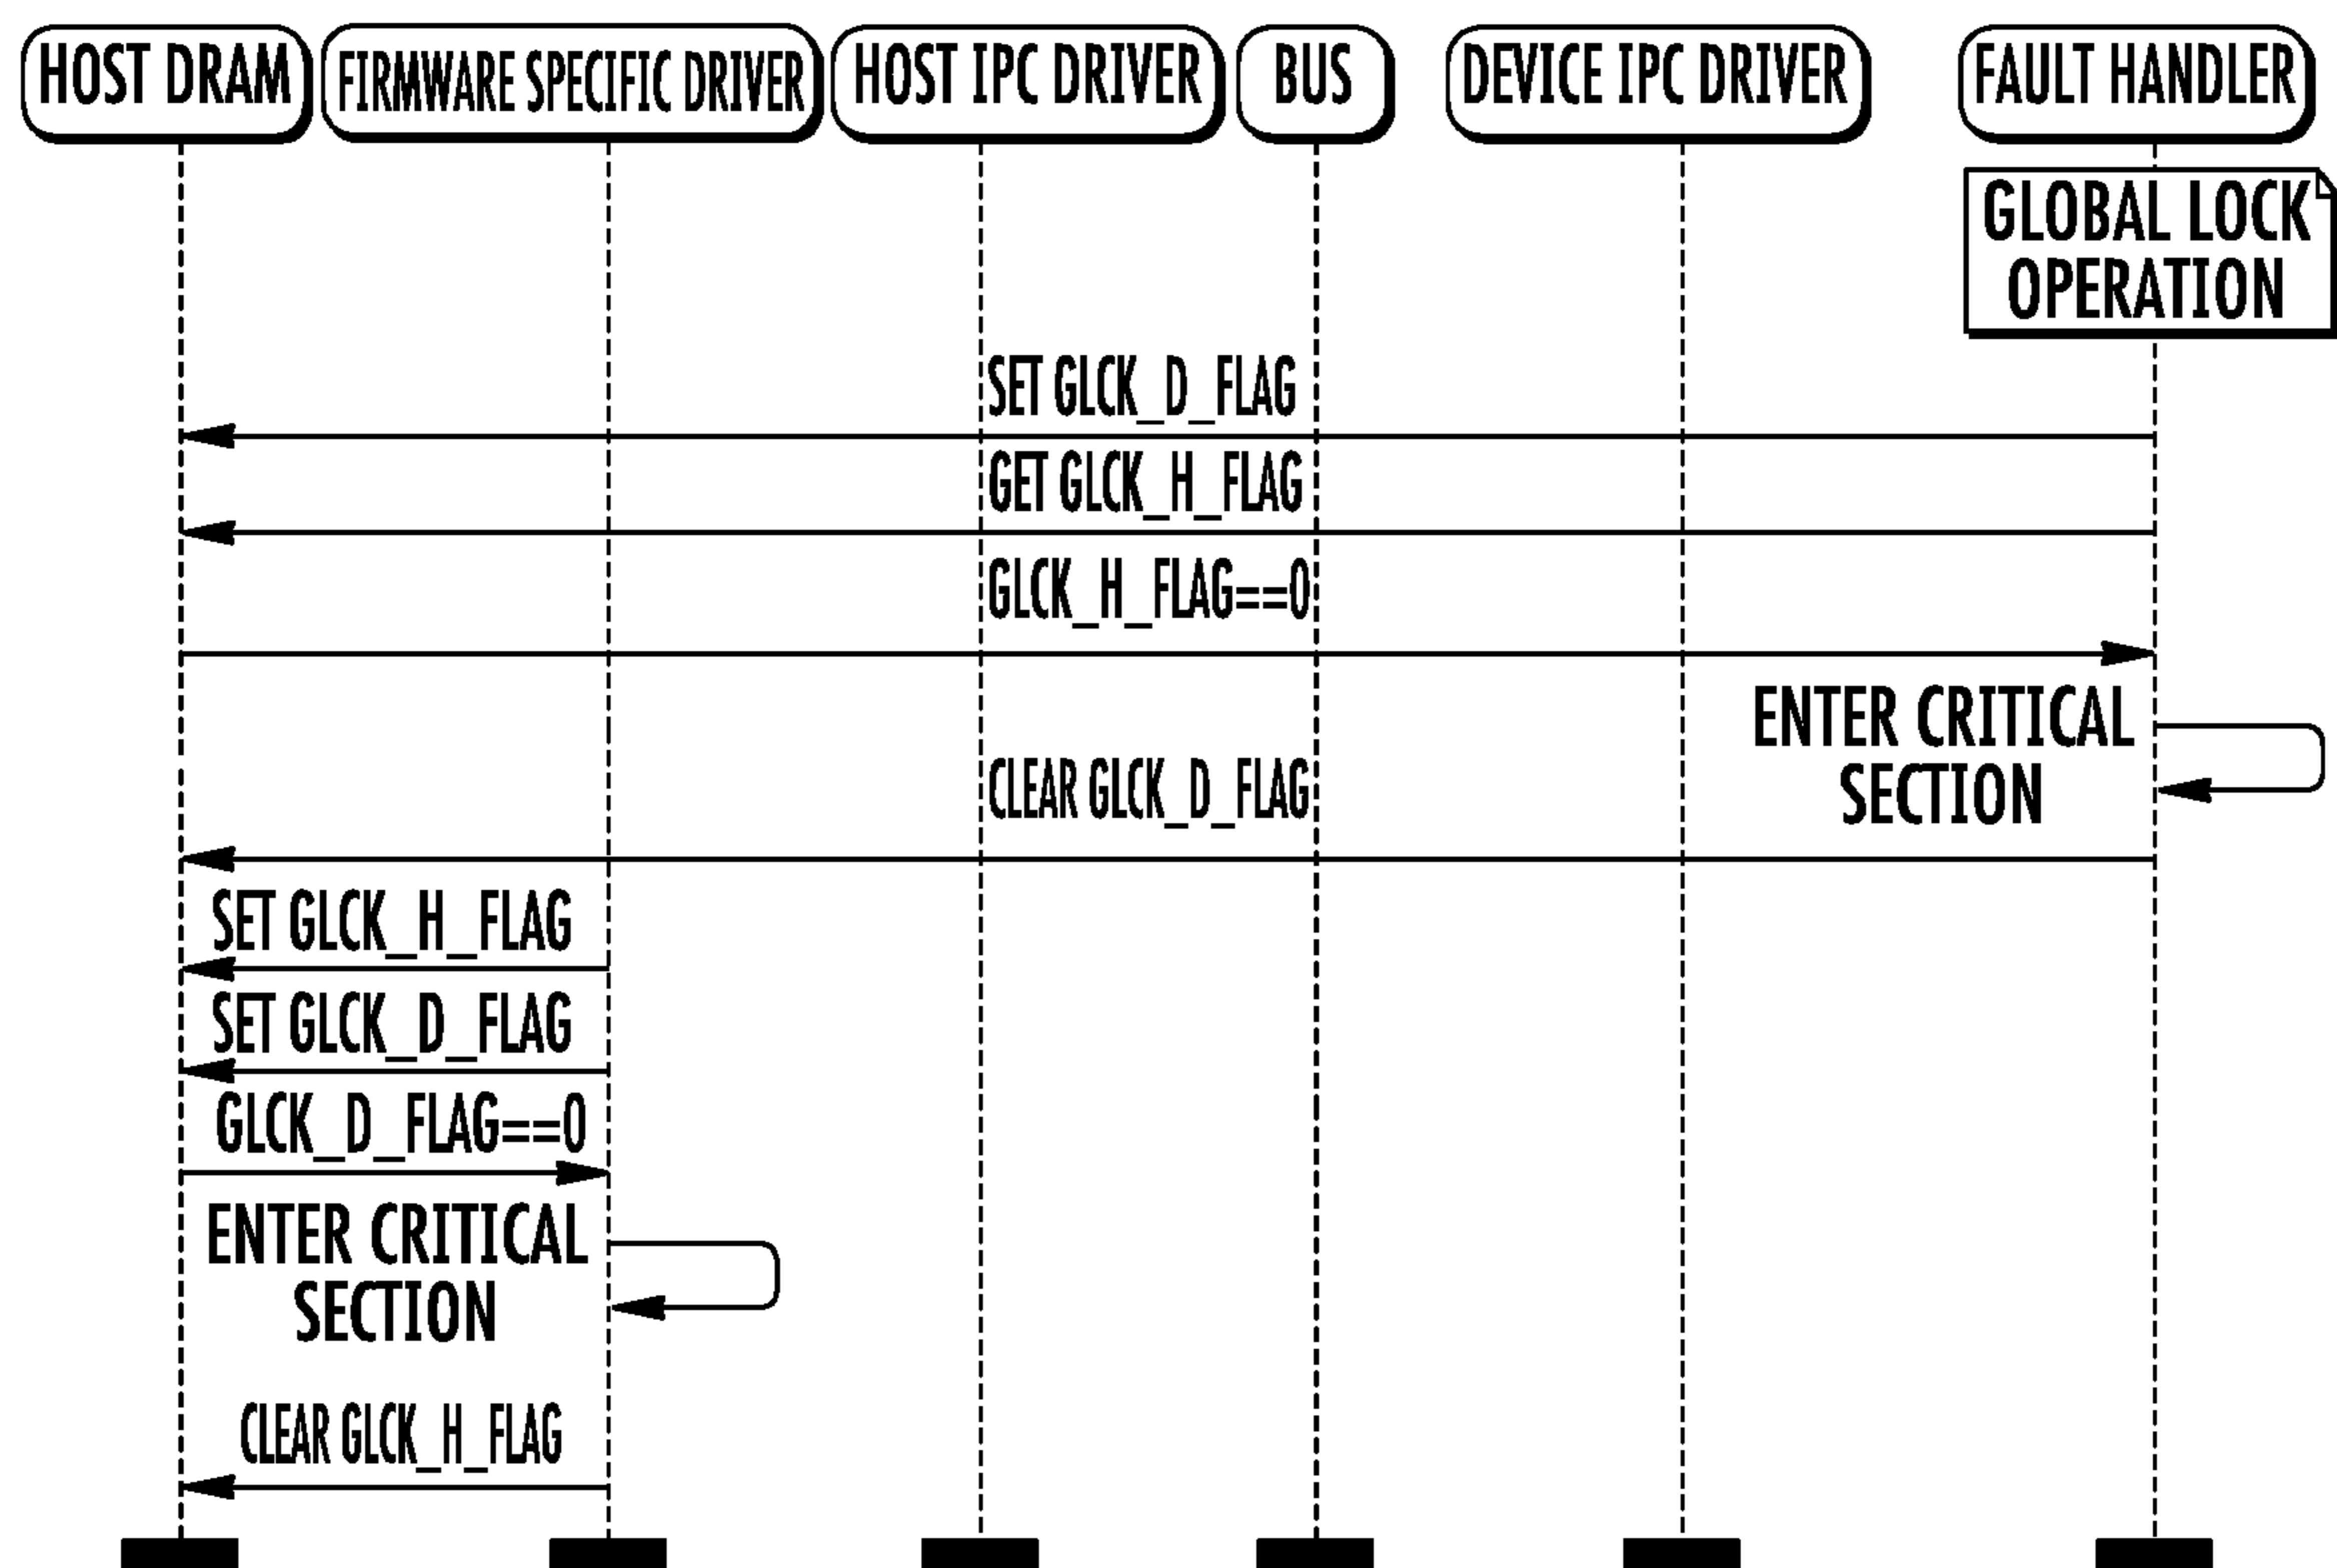 HOST DRAM
FIRMWARE SPECIFIC DRIVER
HOST IPC DRIVER
BUS
DEVICE IPC DRIVER
FAULT HANDLER
GLOBAL LOCK
OPERATION
SET GLCK_D_FLAG
GET GLCK_H_FLAG
GLCK_H_FLAG==0
ENTER CRITICAL
SECTION
CLEAR GLCK_D_FLAG
SET GLCK_H_FLAG
SET GLCK_D_FLAG
GLCK_D_FLAG==0
ENTER CRITICAL
SECTION
CLEAR GLCK_H_FLAG